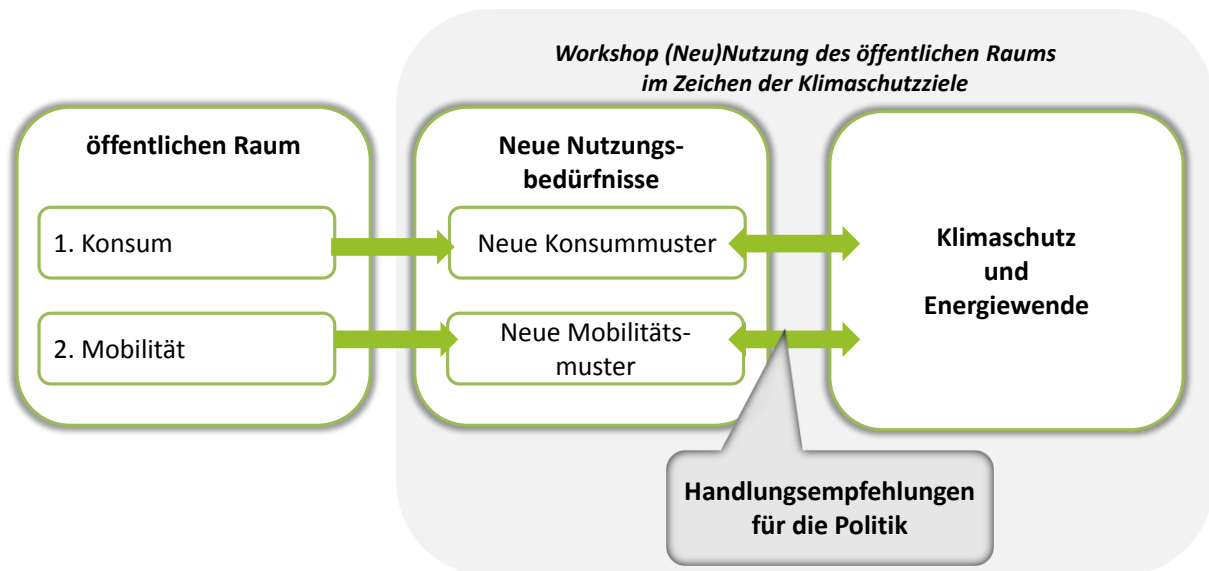 Workshop (Neu)Nutzung des öffentlichen Raums
im Zeichen der Klimaschutzziele
öffentlichen Raum
1. Konsum
2. Mobilität
Neue Nutzungs-
bedürfnisse
Neue Konsummuster
Neue Mobilitäts-
muster
Klimaschutz
und
Energiewende
Handlungsempfehlungen
für die Politik